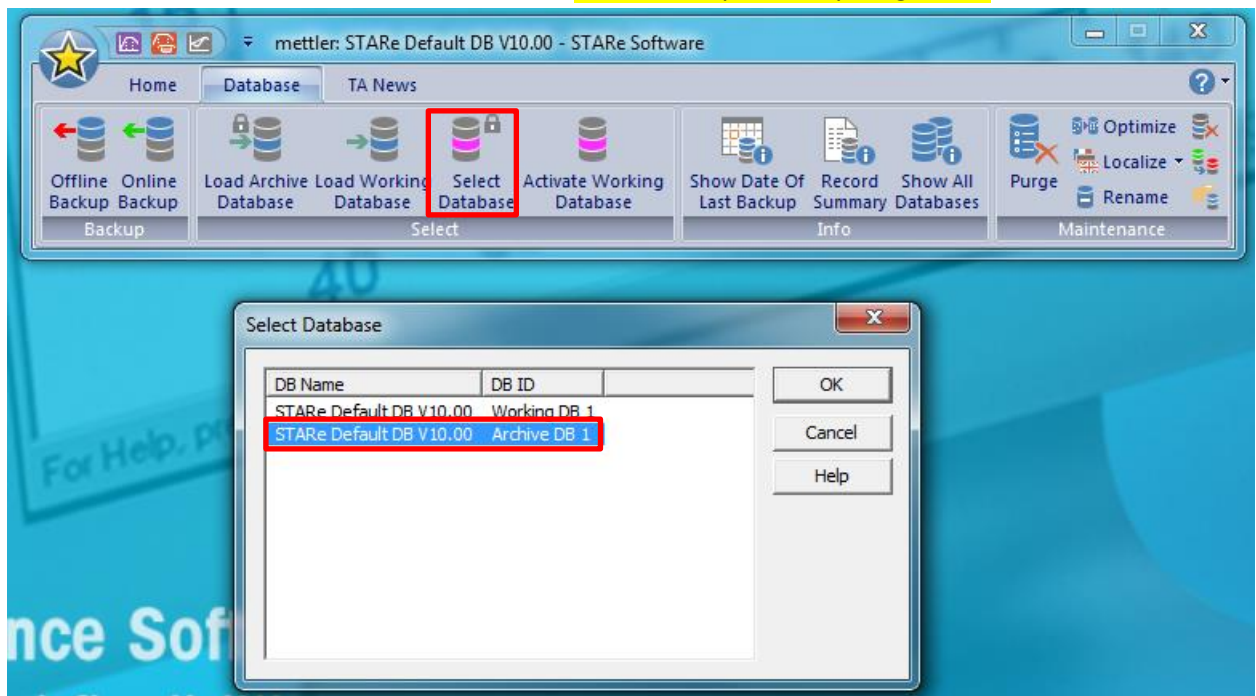 mettler: STARe Default DB V10.00 - STARe Software
Home Database TA News
Offline Backup
Online Backup
Load Archive Database
Load Working Database
Select Database
Activate Working Database
Show Date Of Last Backup
Record Summary
Show All Databases
Purge
Optimize
Localize
Rename
Backup
Select
Info
Maintenance
40
Select Database
DB Name DB ID
STARe Default DB V10.00 Working DB 1
STARe Default DB V10.00 Archive DB 1
OK
Cancel
Help
For Help,
nce Sof